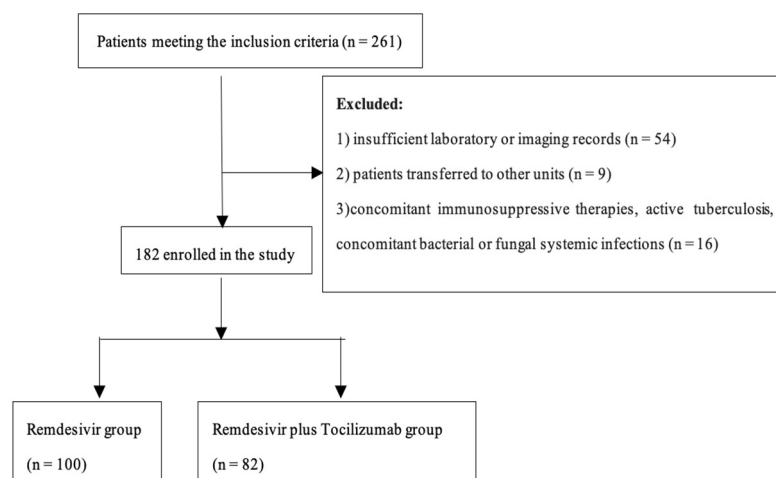 Patients meeting the inclusion criteria (n = 261)
Excluded:
1) insufficient laboratory or imaging records (n = 54)
2) patients transferred to other units (n = 9)
3)concomitant immunosuppressive therapies, active tuberculosis,
concomitant bacterial or fungal systemic infections (n = 16)
182 enrolled in the study
Remdesivir group
(n = 100)
Remdesivir plus Tocilizumab group
(n = 82)